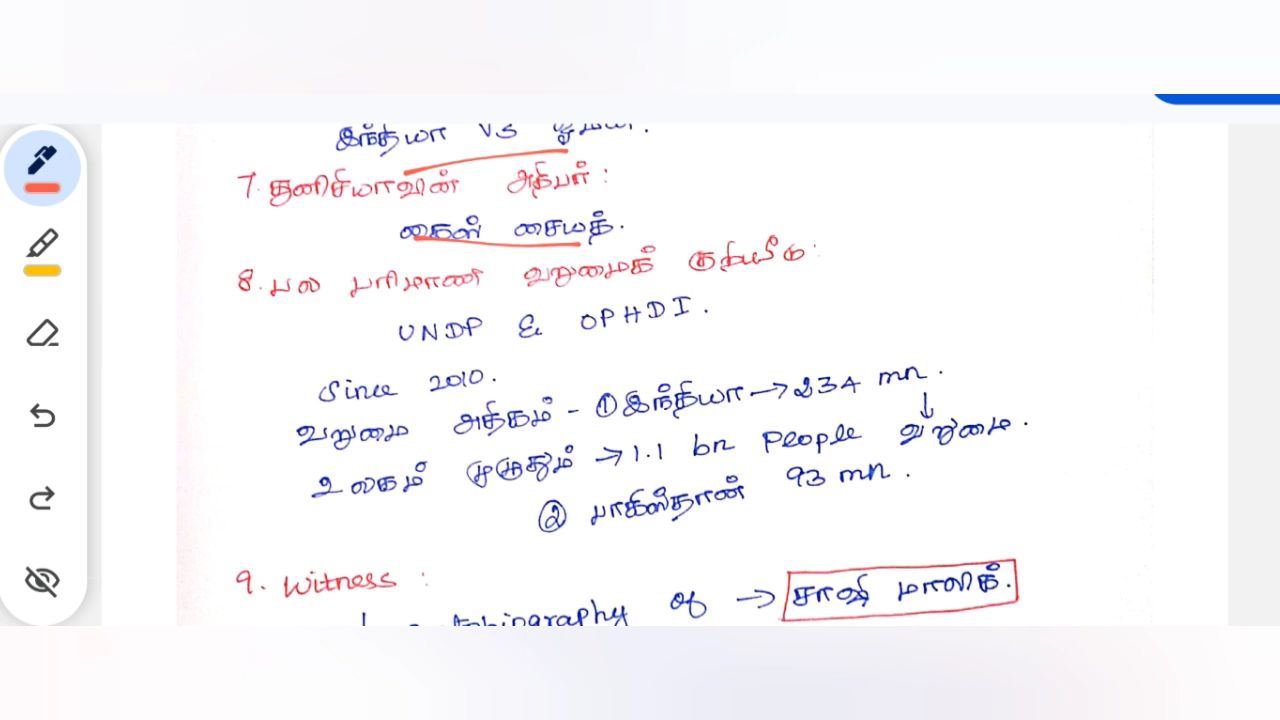 இந்தியா VS
7. துனிசியாவின் அதிபர் :
கைஸ் சையத்.
8. பல பரிமாண வறுமைக் குறியீடு :
UNDP & OPHDI.
Since 2010.
வறுமை அதிகம் - ① இந்தியா → 234 mn.
உலகம் முழுதும் → 1.1 bn People வறுமை.
② பாகிஸ்தான் 93 mn.
9. Witness :
of → சாஷி மாலிக்.